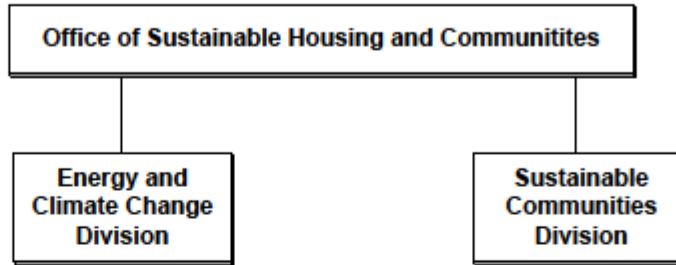 Office of Sustainable Housing and Communitites
Energy and
Climate Change
Division
Sustainable
Communities
Division